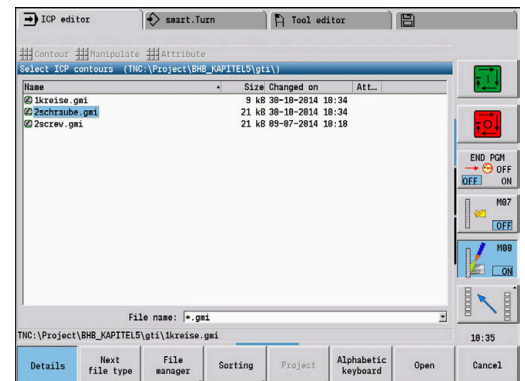 ICP editor smart.Turn Tool editor
Contour Manipulate Attribute
Select ICP contours (TNC:\Project\BHB_KAPITEL5\gti\)
Name Size Changed on Att...
1kreise.gmi 9 kB 30-10-2014 10:34
2schraube.gmi 21 kB 30-10-2014 10:34
2screw.gmi 21 kB 09-07-2014 10:18
END PGM
OFF
OFF ON
M07
OFF
M08
ON
File name: *.gmi
TNC:\Project\BHB_KAPITEL5\gti\1kreise.gmi
10:35
Details Next file type File manager Sorting Project Alphabetic keyboard Open Cancel